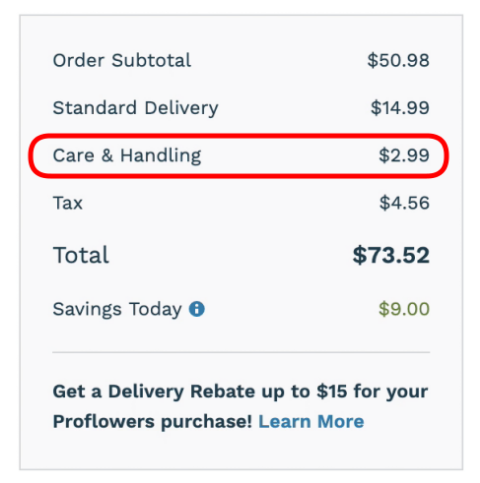 Order Subtotal $50.98
Standard Delivery $14.99
Care & Handling $2.99
Tax $4.56
Total $73.52
Savings Today $9.00
Get a Delivery Rebate up to $15 for your
Proflowers purchase! Learn More